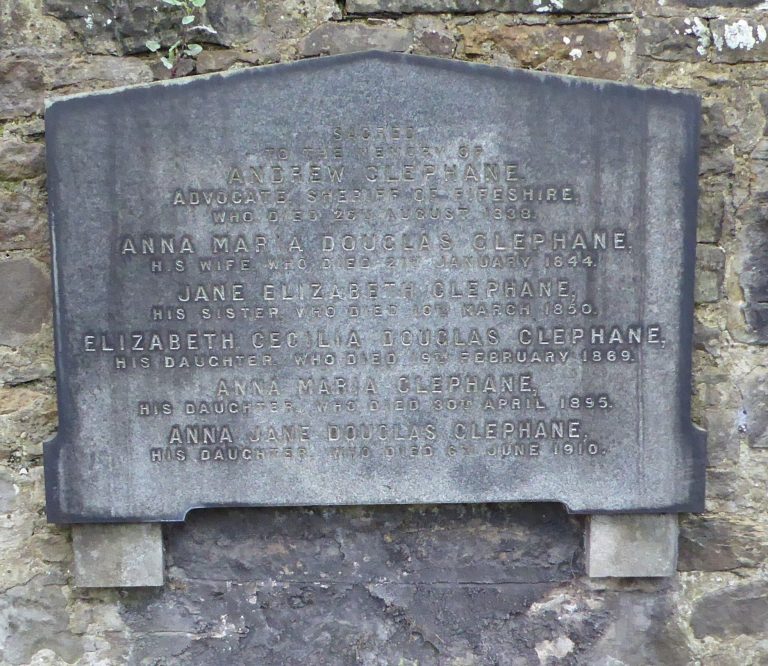 SACRED
TO THE MEMORY OF
ANDREW CLEPHANE
ADVOCATE, SHERIFF OF FIFESHIRE,
WHO DIED AUGUST 1838.
ANNA MARIA DOUGLAS CLEPHANE,
HIS WIFE, WHO DIED JANUARY 1844.
JANE ELIZABETH CLEPHANE,
HIS SISTER, WHO DIED 10TH MARCH 1850.
ELIZABETH CECILIA DOUGLAS CLEPHANE,
HIS DAUGHTER, WHO DIED 19TH FEBRUARY 1869.
ANNA MARIA CLEPHANE,
HIS DAUGHTER, WHO DIED 30TH APRIL 1895.
ANNA JANE DOUGLAS CLEPHANE,
HIS DAUGHTER, WHO DIED 6TH JUNE 1910.